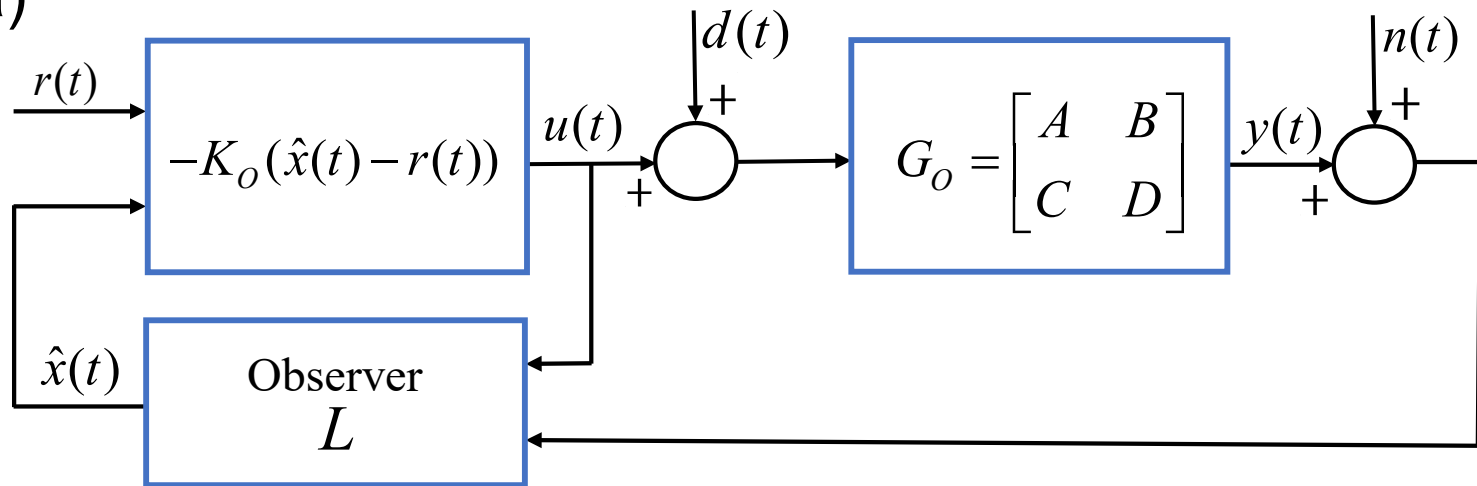 r(t)
−K_O(x̂(t) − r(t))
u(t)
d(t)
+
+
G_O = [A B
C D]
y(t)
n(t)
+
+
x̂(t)
Observer
L